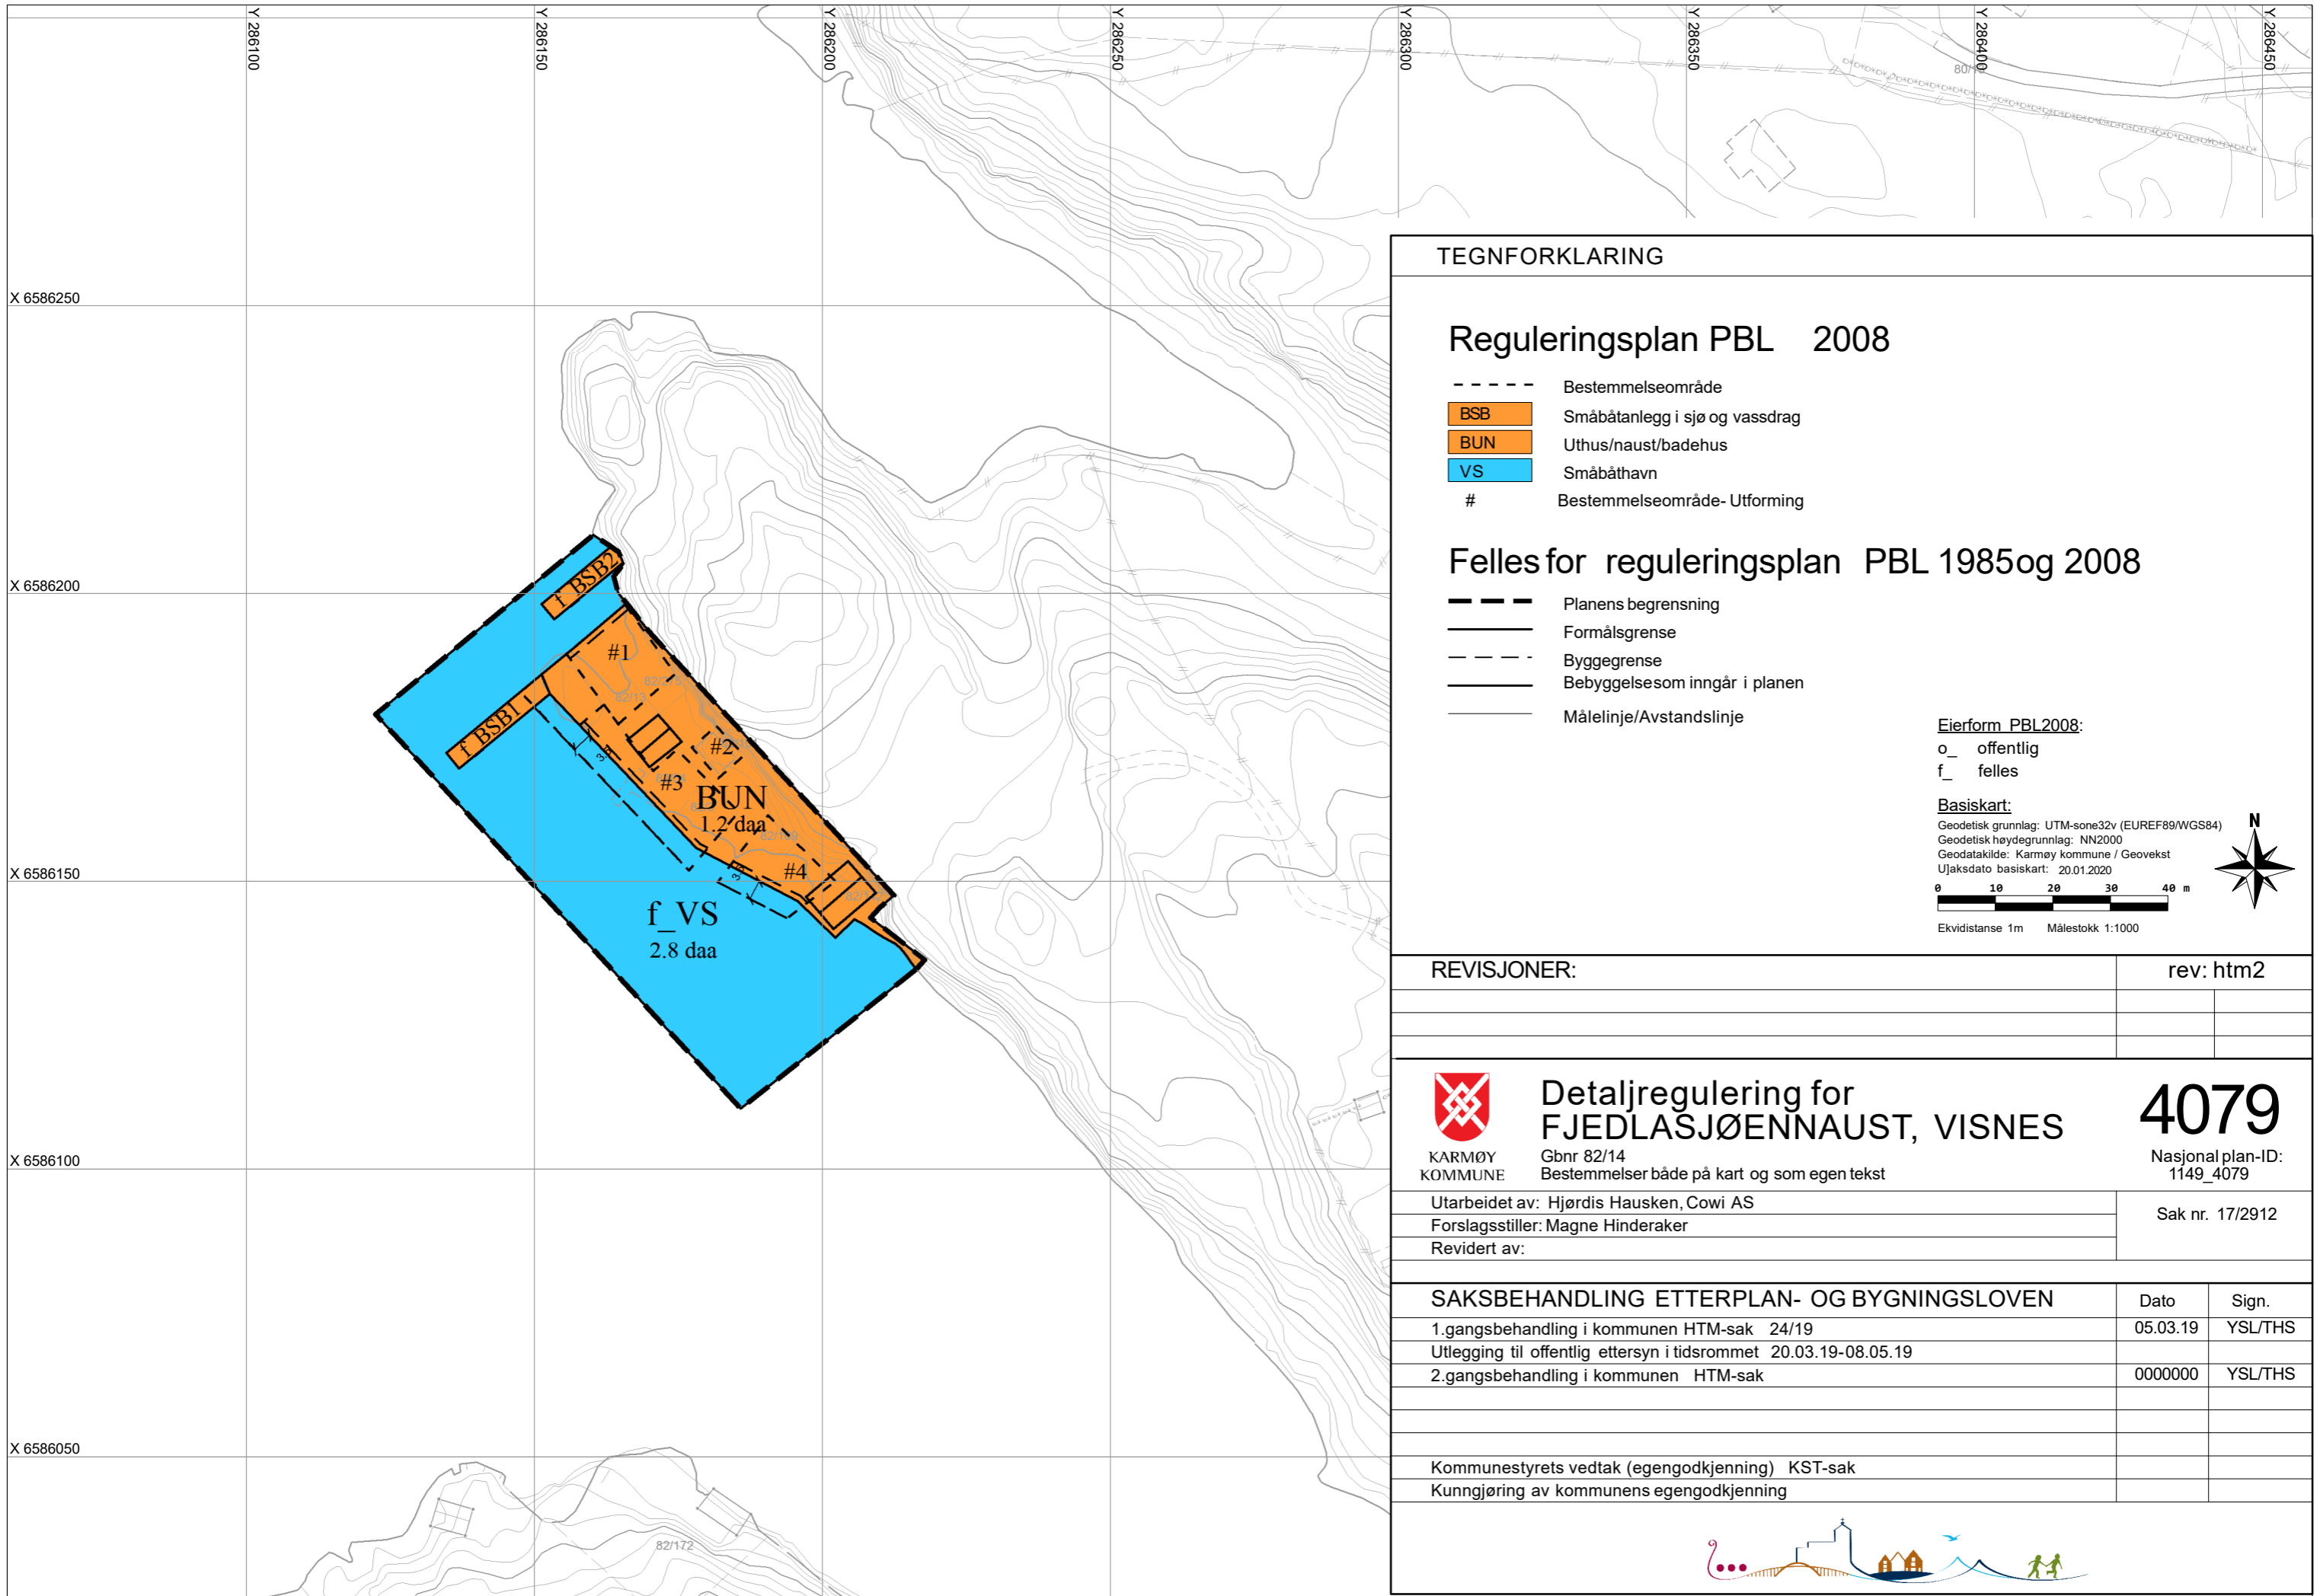 Y 286100
Y 286150
Y 286200
Y 286250
Y 286300
Y 286350
Y 286400
Y 286450
X 6586250
X 6586200
X 6586150
X 6586100
X 6586050
f_BSB2
#1
82/13
f_BSB1
#2
3.0
#3
BUN
1.2 daa
#4
f_VS
2.8 daa
82/172
TEGNFORKLARING
Reguleringsplan PBL 2008
Bestemmelseområde
BSB Småbåtanlegg i sjø og vassdrag
BUN Uthus/naust/badehus
VS Småbåthavn
# Bestemmelseområde- Utforming
Felles for reguleringsplan PBL 1985og 2008
Planens begrensning
Formålsgrense
Byggegrense
Bebyggelsesom inngår i planen
Målelinje/Avstandslinje
Eierform PBL2008:
o_ offentlig
f_ felles
Basiskart:
Geodetisk grunnlag: UTM-sone32v (EUREF89/WGS84)
Geodetisk høydegrunnlag: NN2000
Geodatakilde: Karmøy kommune / Geovekst
U]aksdato basiskart: 20.01.2020
N
0 10 20 30 40 m
Ekvidistanse 1m Målestokk 1:1000
REVISJONER: rev: htm2
KARMØY
KOMMUNE
Detaljregulering for
FJEDLASJØENNAUST, VISNES
Gbnr 82/14
Bestemmelser både på kart og som egen tekst
4079
Nasjonal plan-ID:
1149_4079
Utarbeidet av: Hjørdis Hausken, Cowi AS
Forslagsstiller: Magne Hinderaker
Revidert av:
Sak nr. 17/2912
SAKSBEHANDLING ETTERPLAN- OG BYGNINGSLOVEN Dato Sign.
1.gangsbehandling i kommunen HTM-sak 24/19 05.03.19 YSL/THS
Utlegging til offentlig ettersyn i tidsrommet 20.03.19-08.05.19
2.gangsbehandling i kommunen HTM-sak 0000000 YSL/THS
Kommunestyrets vedtak (egengodkjenning) KST-sak
Kunngjøring av kommunens egengodkjenning